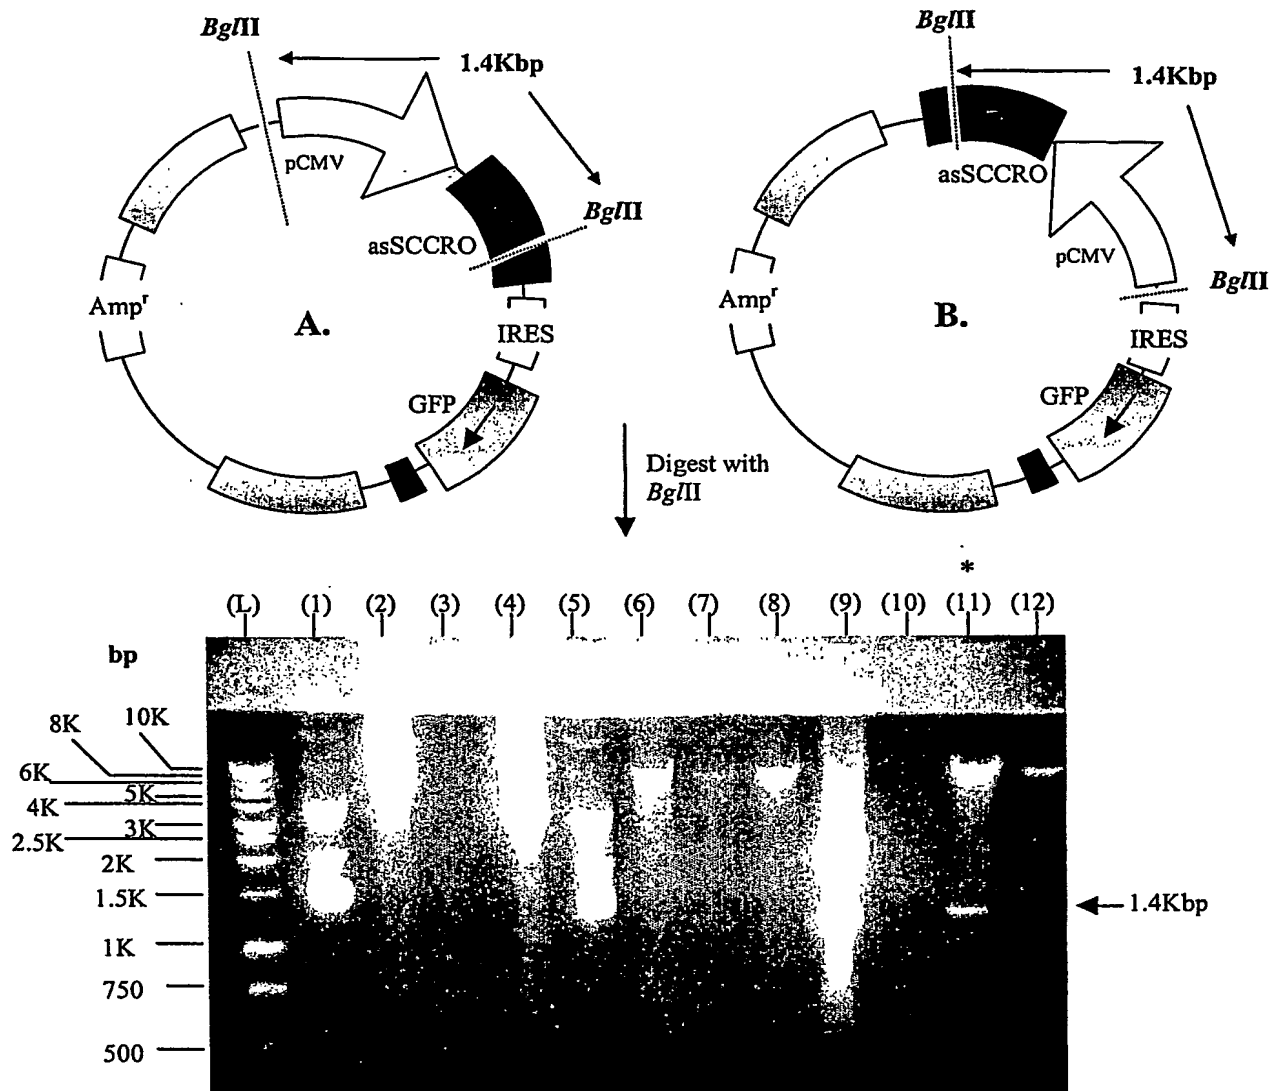 BglII
1.4Kbp
BglII
pCMV
asSCCRO
Ampʳ
A.
IRES
GFP
BglII
1.4Kbp
asSCCRO
BglII
pCMV
Ampʳ
B.
IRES
GFP
Digest with
BglII
*
(L) (1) (2) (3) (4) (5) (6) (7) (8) (9) (10) (11) (12)
bp
8K 10K
6K
5K
4K
3K
2.5K
2K
1.5K
1.4Kbp
1K
750
500